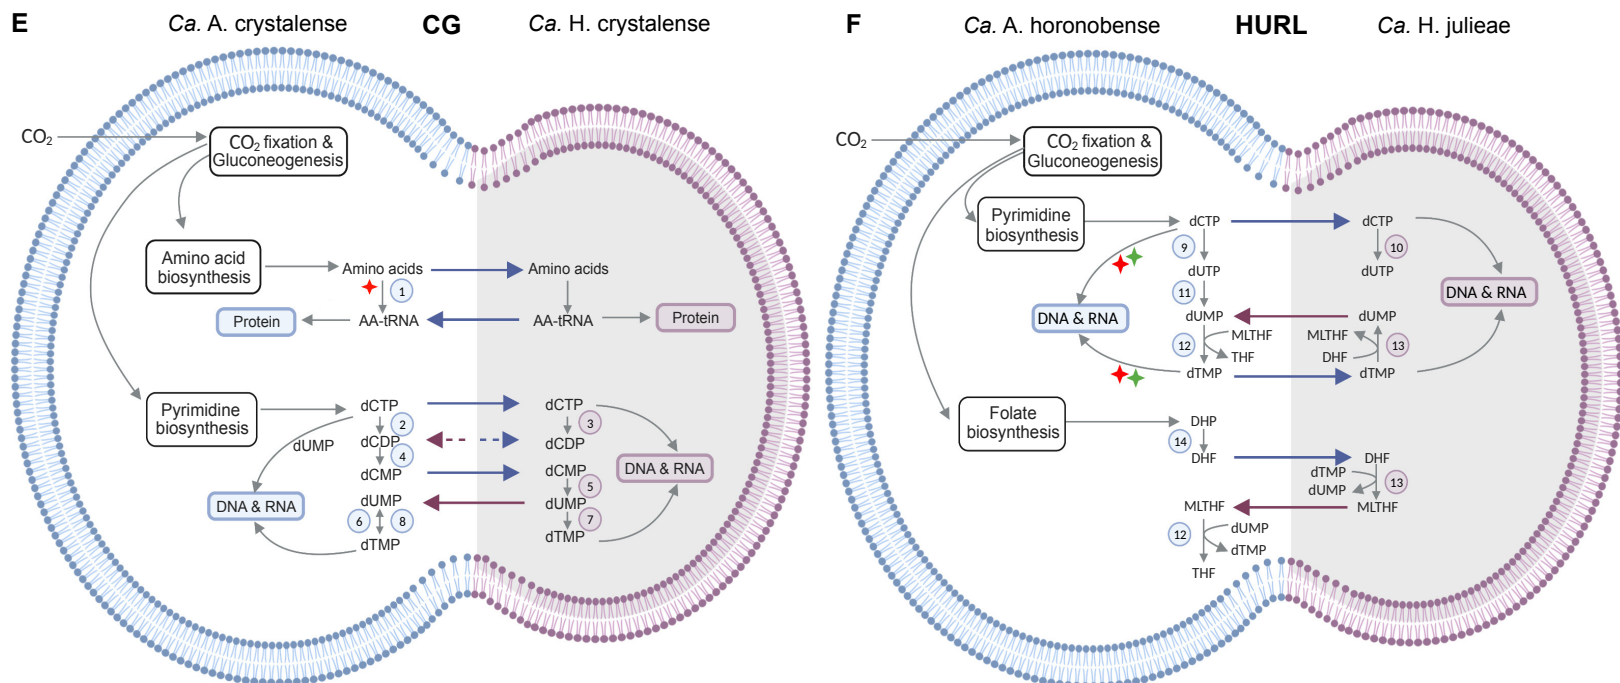 E
Ca. A. crystalense
CG
Ca. H. crystalense
CO₂
CO₂ fixation &
Gluconeogenesis
Amino acid
biosynthesis
Amino acids
Amino acids
1
Protein
AA-tRNA
AA-tRNA
Protein
Pyrimidine
biosynthesis
dCTP
dCTP
2
3
dUMP
dCDP
dCDP
4
dCMP
dCMP
DNA & RNA
5
DNA & RNA
dUMP
dUMP
6
8
7
dTMP
dTMP
F
Ca. A. horonobense
HURL
Ca. H. julieae
CO₂
CO₂ fixation &
Gluconeogenesis
Pyrimidine
biosynthesis
dCTP
dCTP
9
10
dUTP
dUTP
11
DNA & RNA
DNA & RNA
dUMP
dUMP
MLTHF
MLTHF
12
13
THF
DHF
dTMP
dTMP
Folate
biosynthesis
DHP
14
DHF
DHF
dTMP
13
dUMP
MLTHF
MLTHF
12
dUMP
dTMP
THF